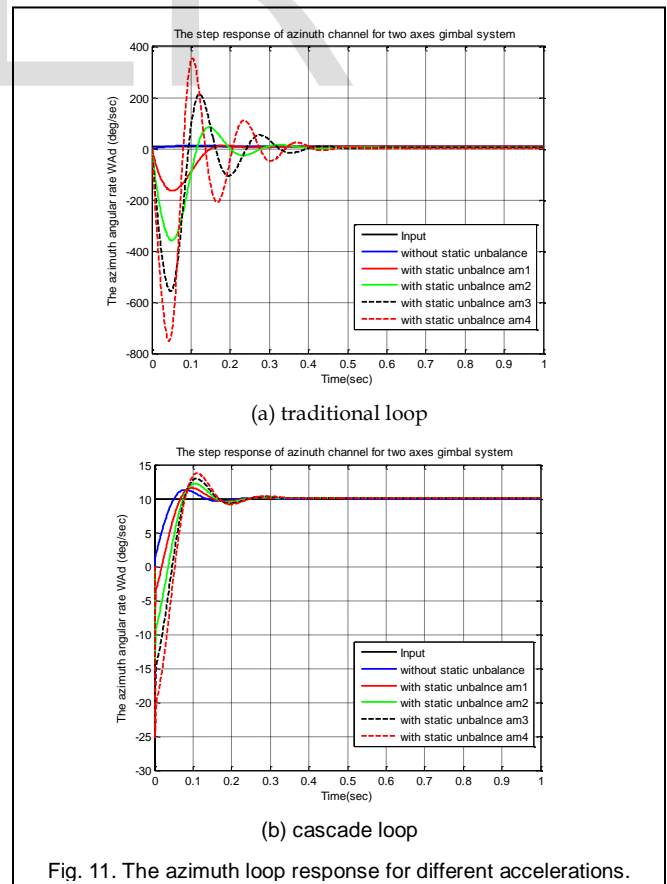 The step response of azimuth channel for two axes gimbal system
The azimuth angular rate WAd (deg/sec)
400
200
0
-200
-400
-600
-800
0 0.1 0.2 0.3 0.4 0.5 0.6 0.7 0.8 0.9 1
Time(sec)
Input
without static unbalance
with static unbalnce am1
with static unbalnce am2
with static unbalnce am3
with static unbalnce am4
(a) traditional loop
The step response of azimuth channel for two axes gimbal system
The azimuth angular rate WAd (deg/sec)
15
10
5
0
-5
-10
-15
-20
-25
-30
0 0.1 0.2 0.3 0.4 0.5 0.6 0.7 0.8 0.9 1
Time(sec)
Input
without static unbalance
with static unbalnce am1
with static unbalnce am2
with static unbalnce am3
with static unbalnce am4
(b) cascade loop
Fig. 11. The azimuth loop response for different accelerations.